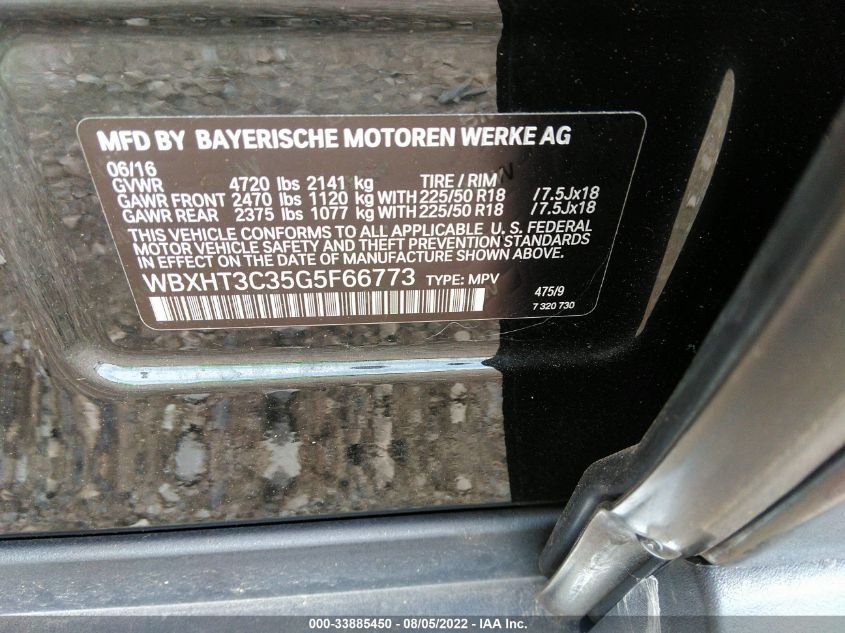 MFD BY BAYERISCHE MOTOREN WERKE AG
06/16
GVWR 4720 lbs 2141 kg TIRE / RIM
GAWR FRONT 2470 lbs 1120 kg WITH 225/50 R18 /7.5Jx18
GAWR REAR 2375 lbs 1077 kg WITH 225/50 R18 /7.5Jx18
THIS VEHICLE CONFORMS TO ALL APPLICABLE U. S. FEDERAL
MOTOR VEHICLE SAFETY AND THEFT PREVENTION STANDARDS
IN EFFECT ON THE DATE OF MANUFACTURE SHOWN ABOVE.
WBXHT3C35G5F66773 TYPE: MPV
475/9
7 320 730
000-33885450 - 08/05/2022 - IAA Inc.